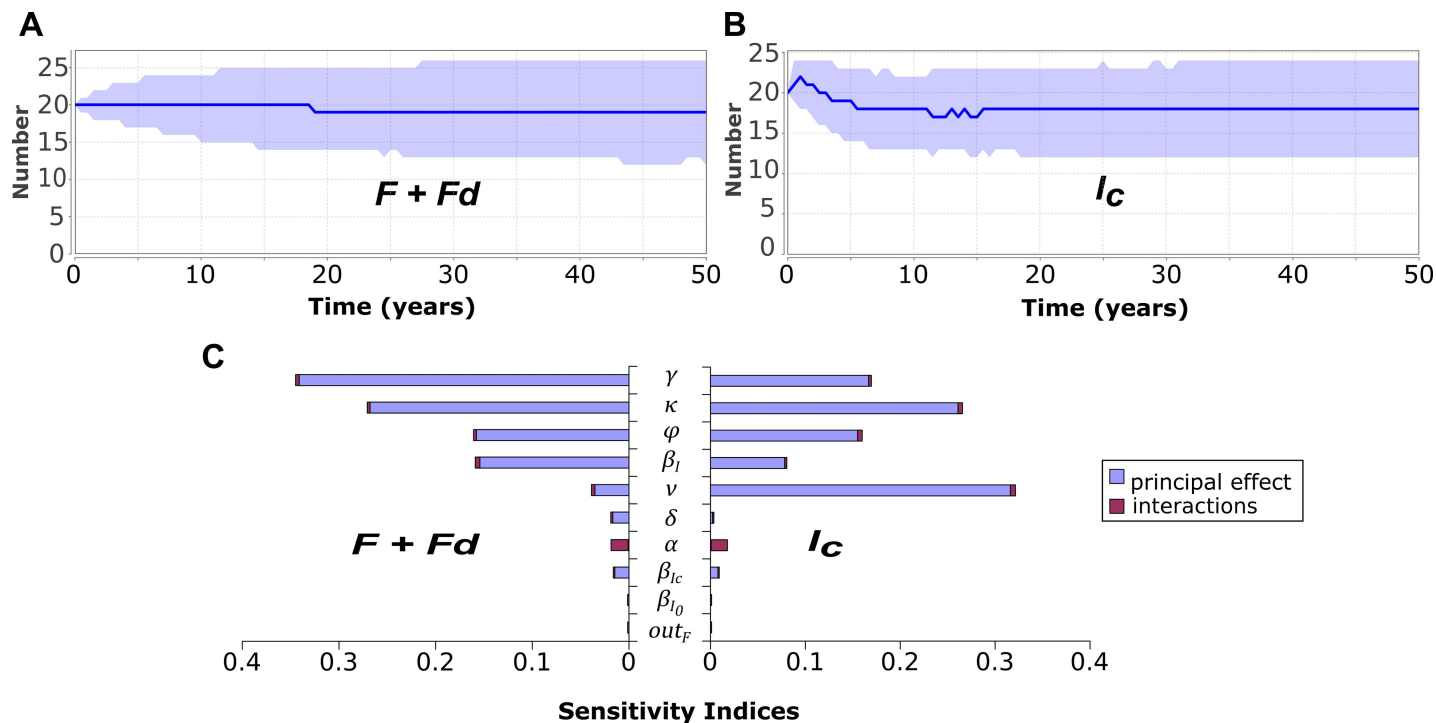 A
Number
25
20
15
10
5
0
F + Fd
0 10 20 30 40 50
Time (years)
B
Number
25
20
15
10
5
0
Ic
0 10 20 30 40 50
Time (years)
C
γ
κ
φ
βI
ν
δ
α
βIc
βI0
outF
F + Fd
Ic
principal effect
interactions
0.4 0.3 0.2 0.1 0 0 0.1 0.2 0.3 0.4
Sensitivity Indices